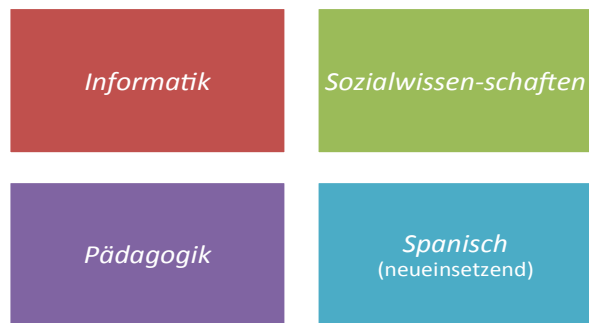 Informatik
Sozialwissen-schaften
Pädagogik
Spanisch
(neueinsetzend)